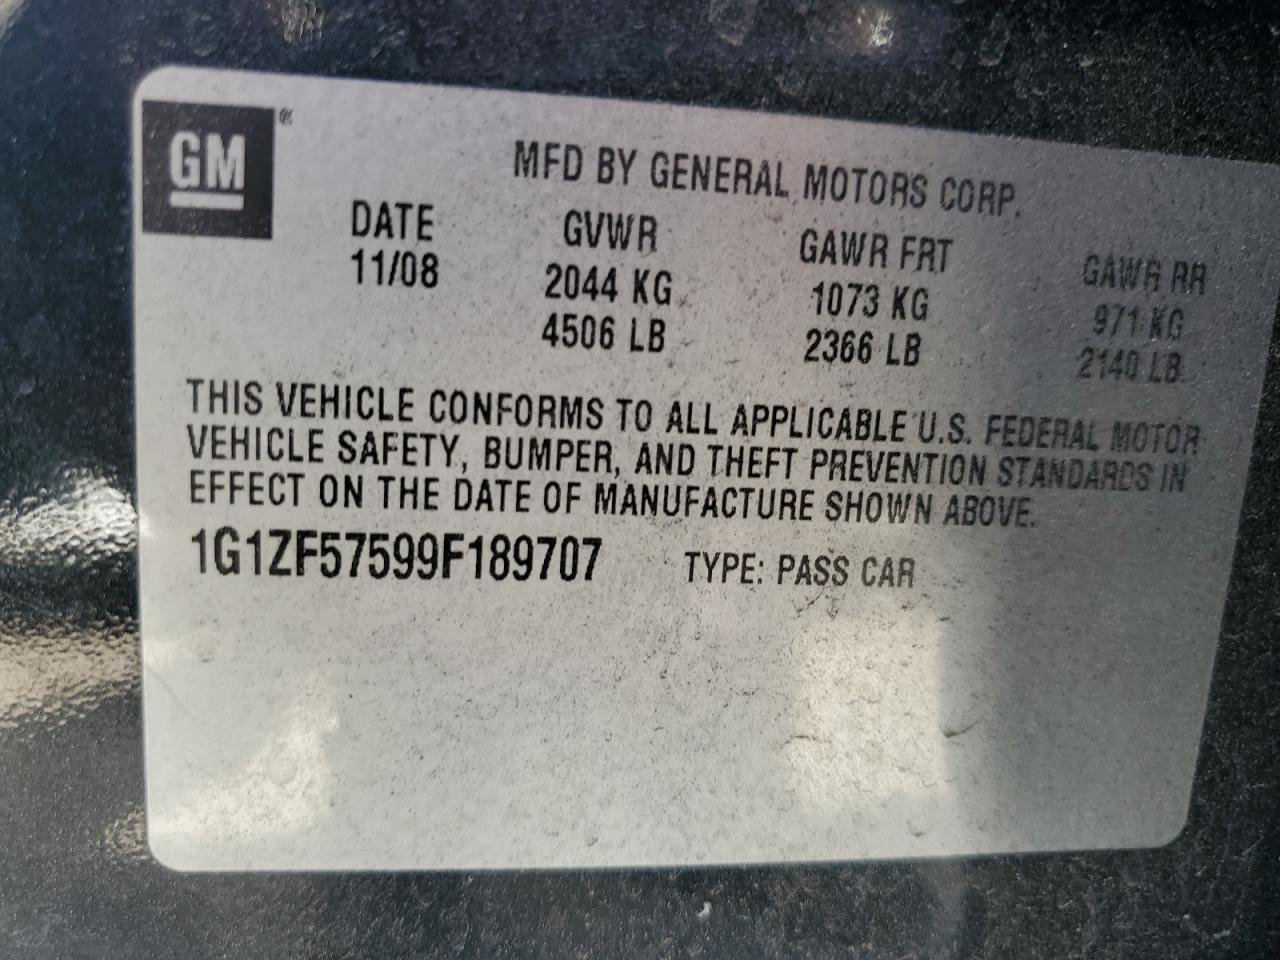 GM ®
MFD BY GENERAL MOTORS CORP.
DATE GVWR GAWR FRT GAWR RR
11/08 2044 KG 1073 KG 971 KG
4506 LB 2366 LB 2140 LB
THIS VEHICLE CONFORMS TO ALL APPLICABLE U.S. FEDERAL MOTOR
VEHICLE SAFETY, BUMPER, AND THEFT PREVENTION STANDARDS IN
EFFECT ON THE DATE OF MANUFACTURE SHOWN ABOVE.
1G1ZF57599F189707 TYPE: PASS CAR